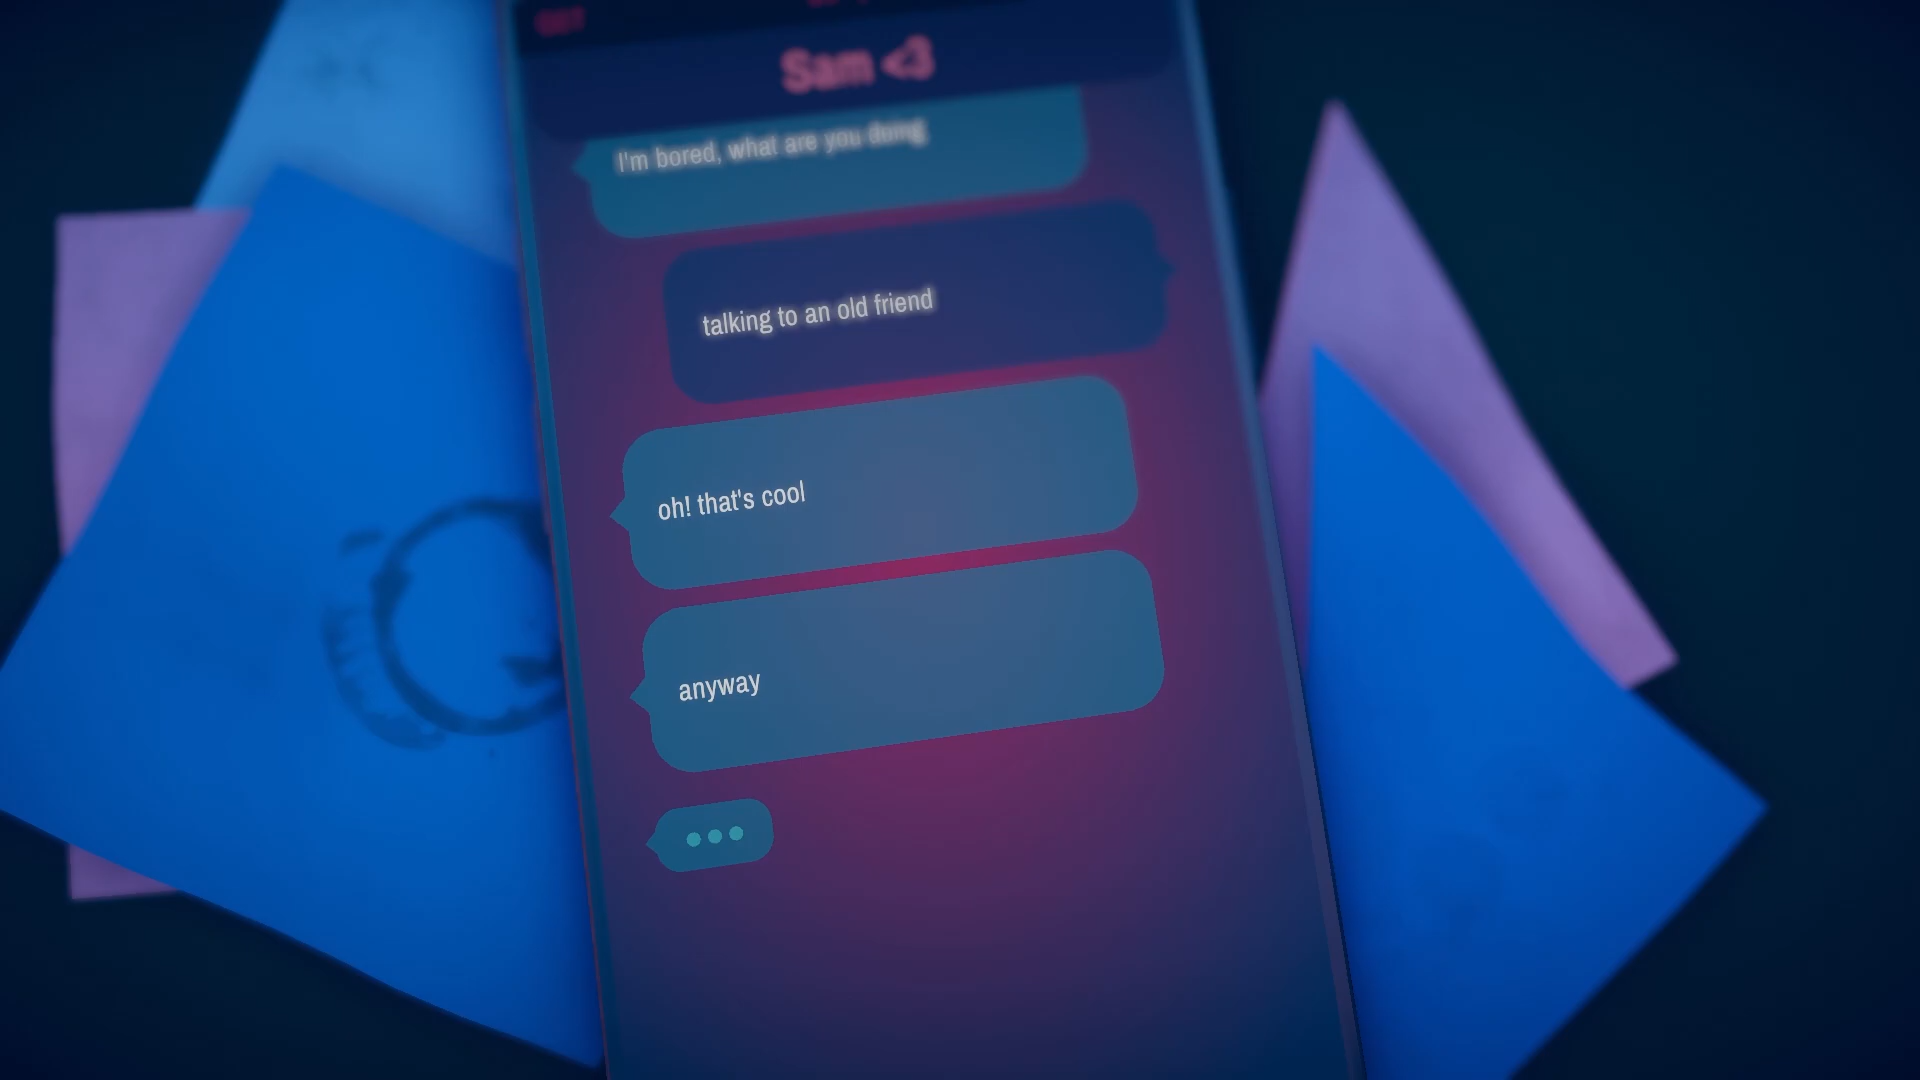 Sam <3
I'm bored, what are you doing
talking to an old friend
oh! that's cool
anyway